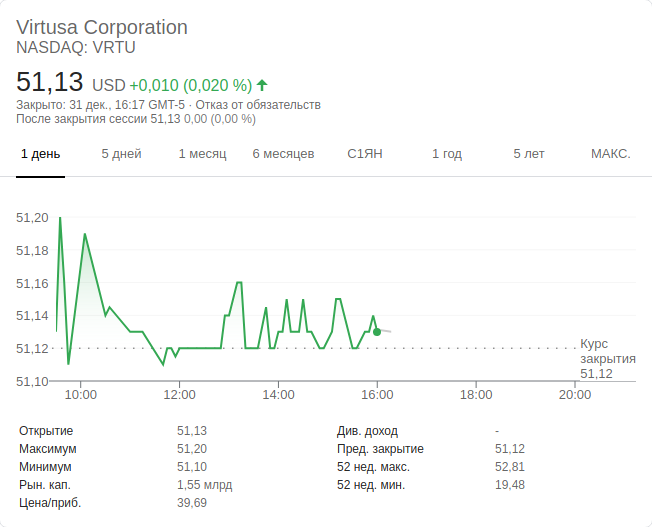 Virtusa Corporation
NASDAQ: VRTU
51,13 USD +0,010 (0,020 %)
Закрыто: 31 дек., 16:17 GMT-5 · Отказ от обязательств
После закрытия сессии 51,13 0,00 (0,00 %)
1 день 5 дней 1 месяц 6 месяцев С1ЯН 1 год 5 лет МАКС.
51,20
51,18
51,16
51,14
51,12
51,10
Курс
закрытия
51,12
10:00 12:00 14:00 16:00 18:00 20:00
Открытие 51,13 Див. доход -
Максимум 51,20 Пред. закрытие 51,12
Минимум 51,10 52 нед. макс. 52,81
Рын. кап. 1,55 млрд 52 нед. мин. 19,48
Цена/приб. 39,69